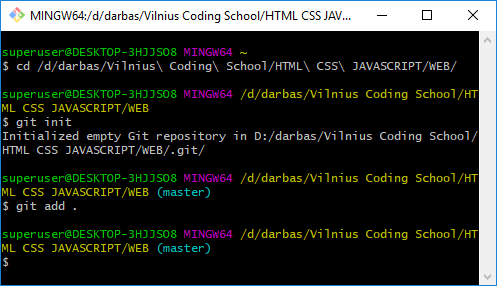 MINGW64:/d/darbas/Vilnius Coding School/HTML CSS JAV...
superuser@DESKTOP-3HJJSO8 MINGW64 ~
$ cd /d/darbas/Vilnius\ Coding\ School/HTML\ CSS\ JAVASCRIPT/WEB/
superuser@DESKTOP-3HJJSO8 MINGW64 /d/darbas/Vilnius Coding School/HT
ML CSS JAVASCRIPT/WEB
$ git init
Initialized empty Git repository in D:/darbas/Vilnius Coding School/
HTML CSS JAVASCRIPT/WEB/.git/
superuser@DESKTOP-3HJJSO8 MINGW64 /d/darbas/Vilnius Coding School/HT
ML CSS JAVASCRIPT/WEB (master)
$ git add .
superuser@DESKTOP-3HJJSO8 MINGW64 /d/darbas/Vilnius Coding School/HT
ML CSS JAVASCRIPT/WEB (master)
$